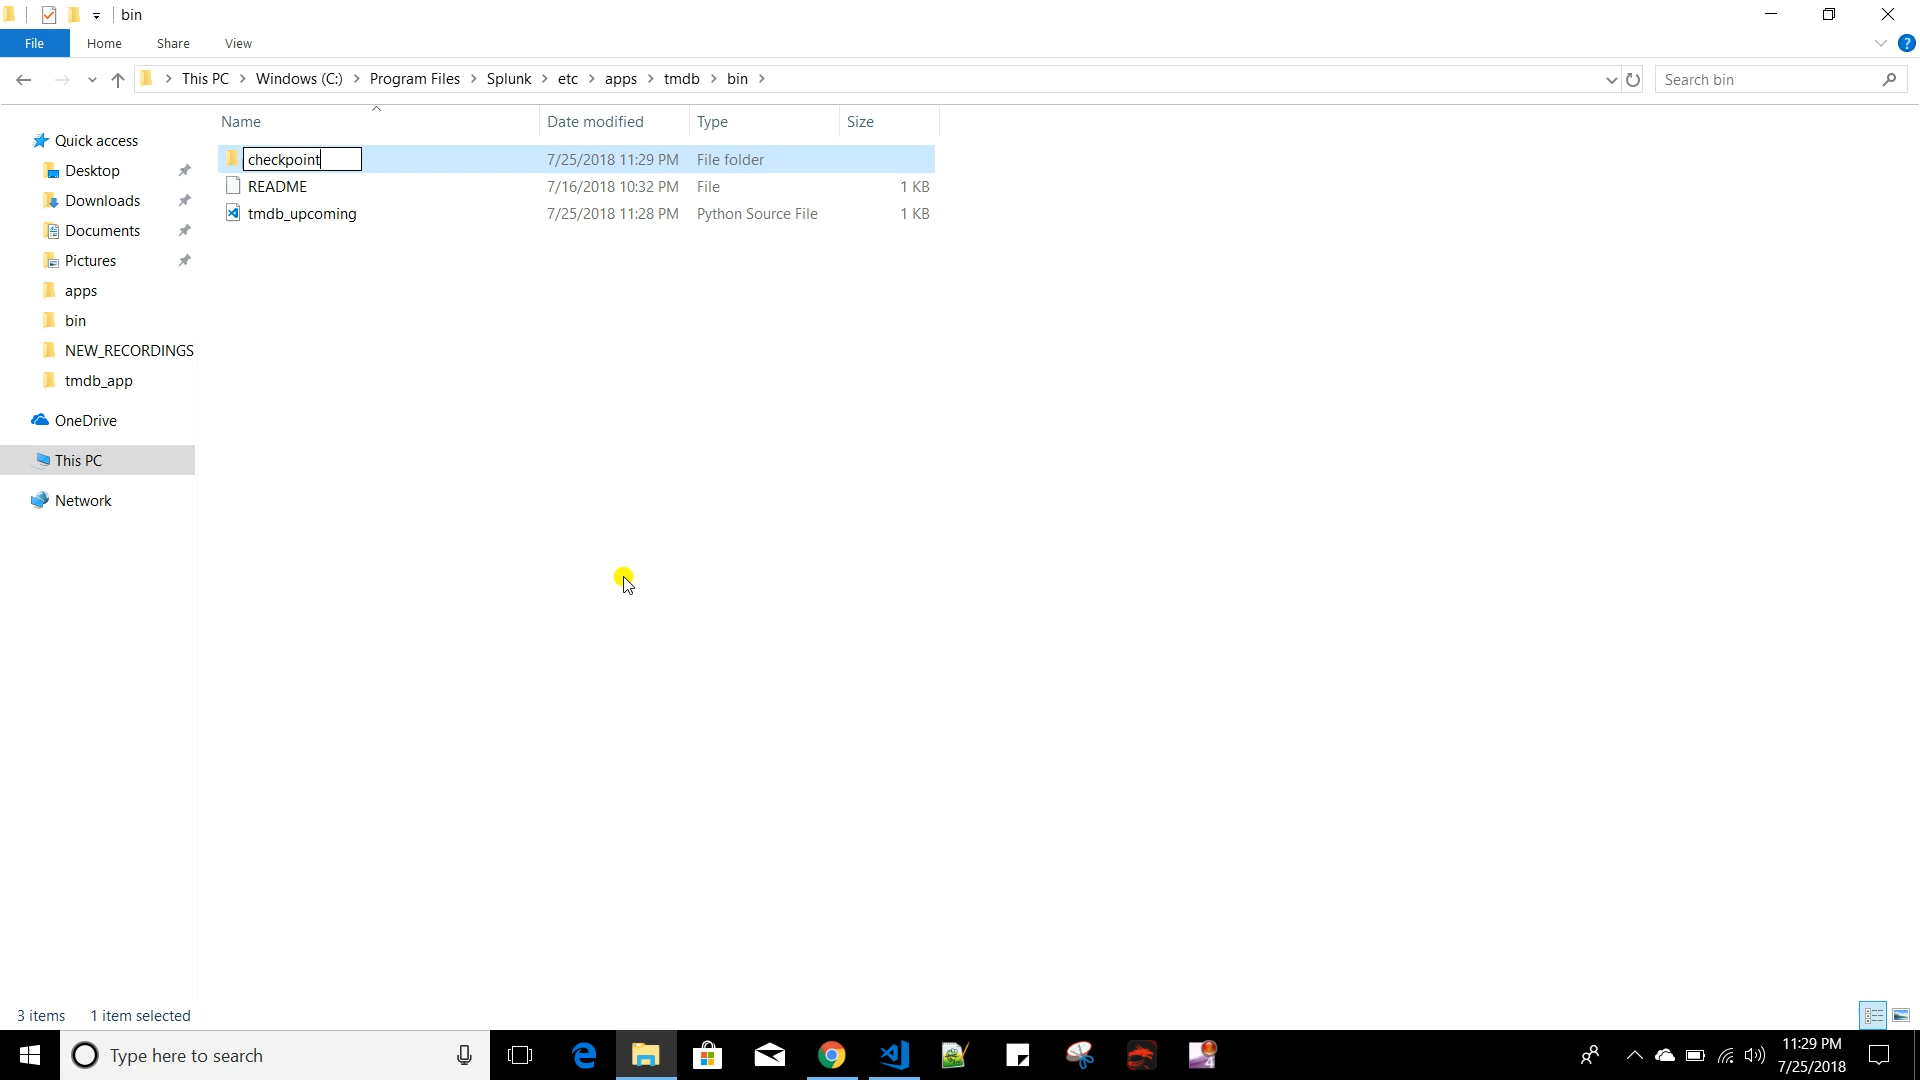 bin
File Home Share View
This PC Windows (C:) Program Files Splunk etc apps tmdb bin Search bin
Name Date modified Type Size
Quick access
Desktop
Downloads
Documents
Pictures
apps
bin
NEW_RECORDINGS
tmdb_app
OneDrive
This PC
Network
checkpoint 7/25/2018 11:29 PM File folder
README 7/16/2018 10:32 PM File 1 KB
tmdb_upcoming 7/25/2018 11:28 PM Python Source File 1 KB
3 items 1 item selected
Type here to search
11:29 PM
7/25/2018